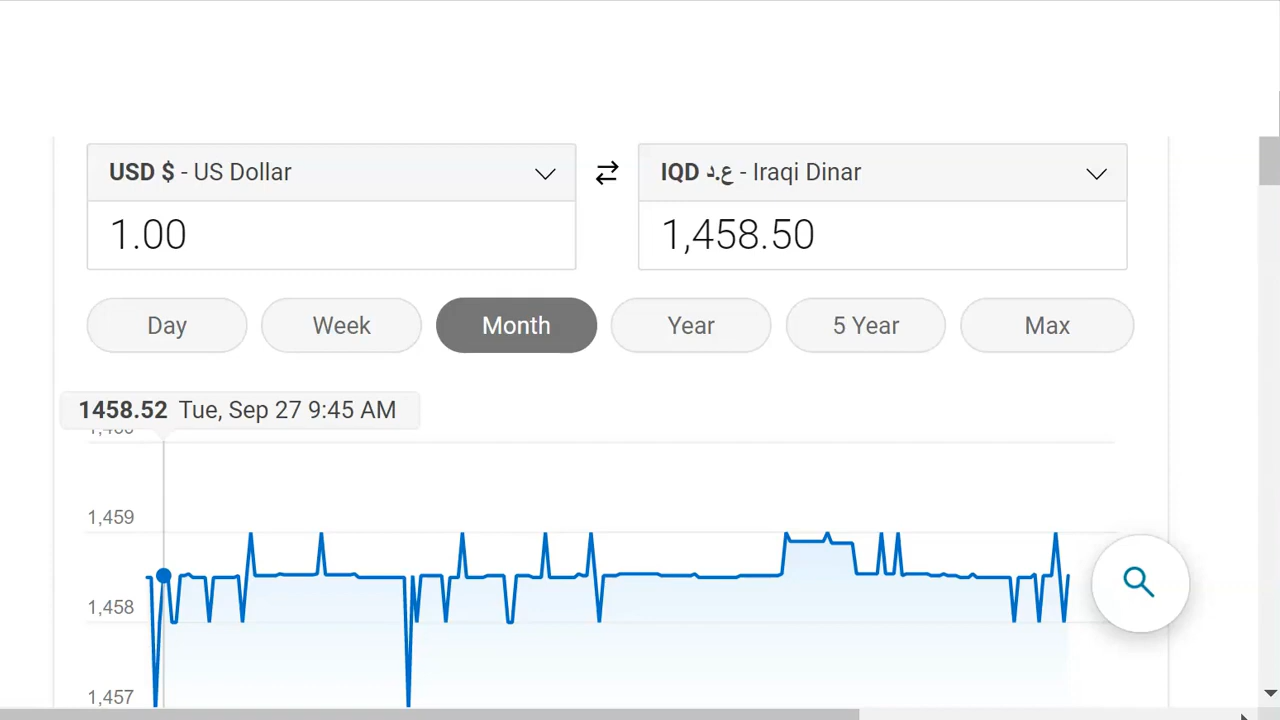 USD $ - US Dollar
IQD ع.د - Iraqi Dinar
1.00
1,458.50
Day
Week
Month
Year
5 Year
Max
1458.52 Tue, Sep 27 9:45 AM
1,459
1,458
1,457